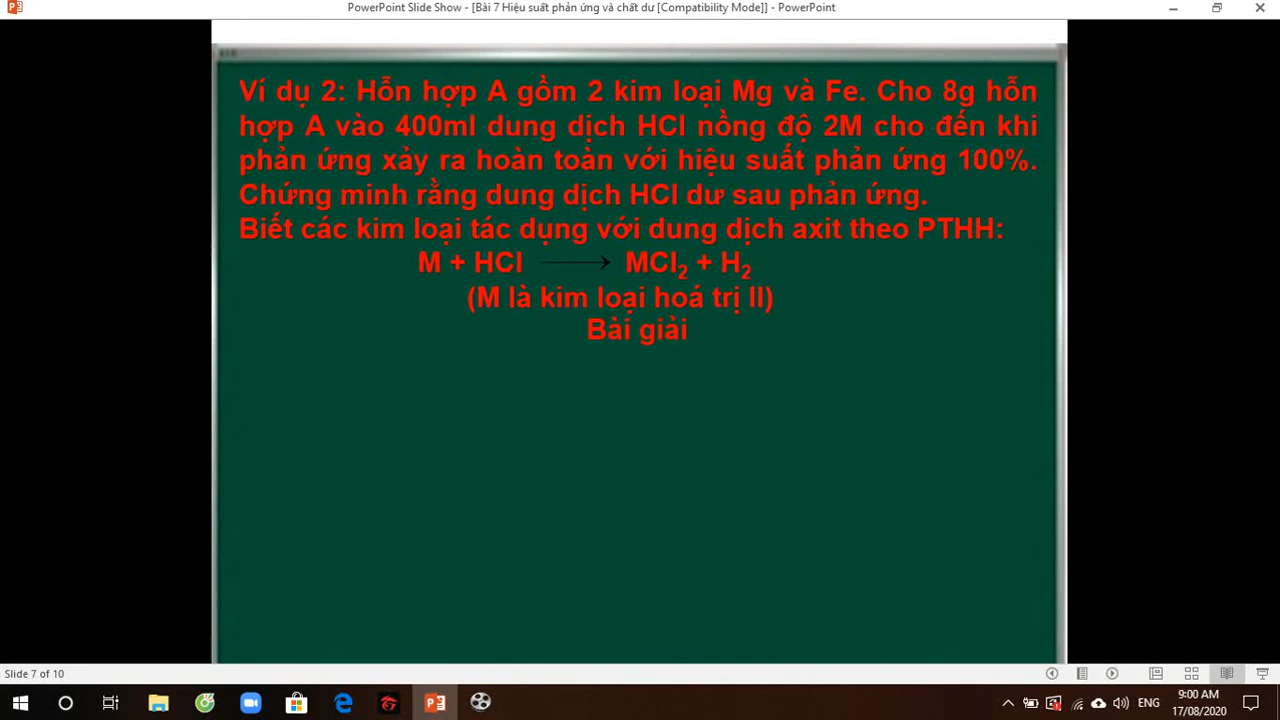 PowerPoint Slide Show - [Bài 7 Hiệu suất phản ứng và chất dư [Compatibility Mode]] - PowerPoint
Ví dụ 2: Hỗn hợp A gồm 2 kim loại Mg và Fe. Cho 8g hỗn
hợp A vào 400ml dung dịch HCl nồng độ 2M cho đến khi
phản ứng xảy ra hoàn toàn với hiệu suất phản ứng 100%.
Chứng minh rằng dung dịch HCl dư sau phản ứng.
Biết các kim loại tác dụng với dung dịch axit theo PTHH:
M + HCl → MCl₂ + H₂
(M là kim loại hoá trị II)
Bài giải
Slide 7 of 10
9:00 AM
ENG
17/08/2020